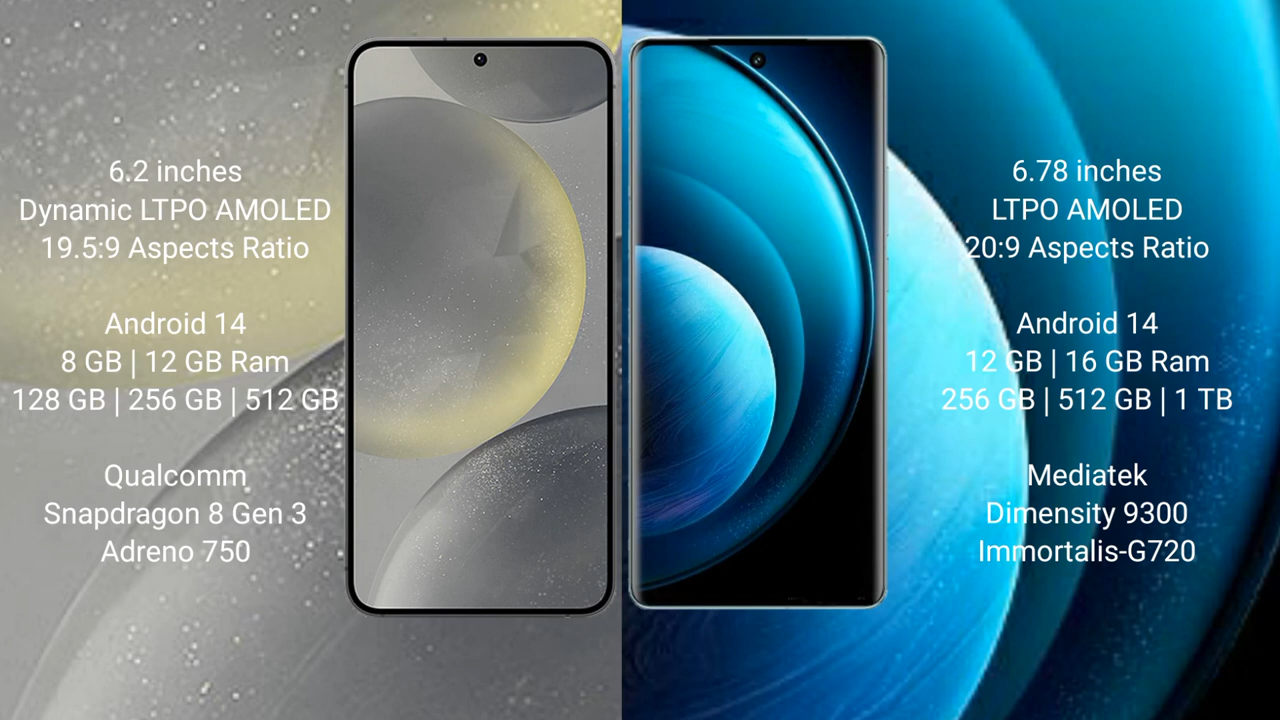 6.2 inches
Dynamic LTPO AMOLED
19.5:9 Aspects Ratio
Android 14
8 GB | 12 GB Ram
128 GB | 256 GB | 512 GB
Qualcomm
Snapdragon 8 Gen 3
Adreno 750
6.78 inches
LTPO AMOLED
20:9 Aspects Ratio
Android 14
12 GB | 16 GB Ram
256 GB | 512 GB | 1 TB
Mediatek
Dimensity 9300
Immortalis-G720